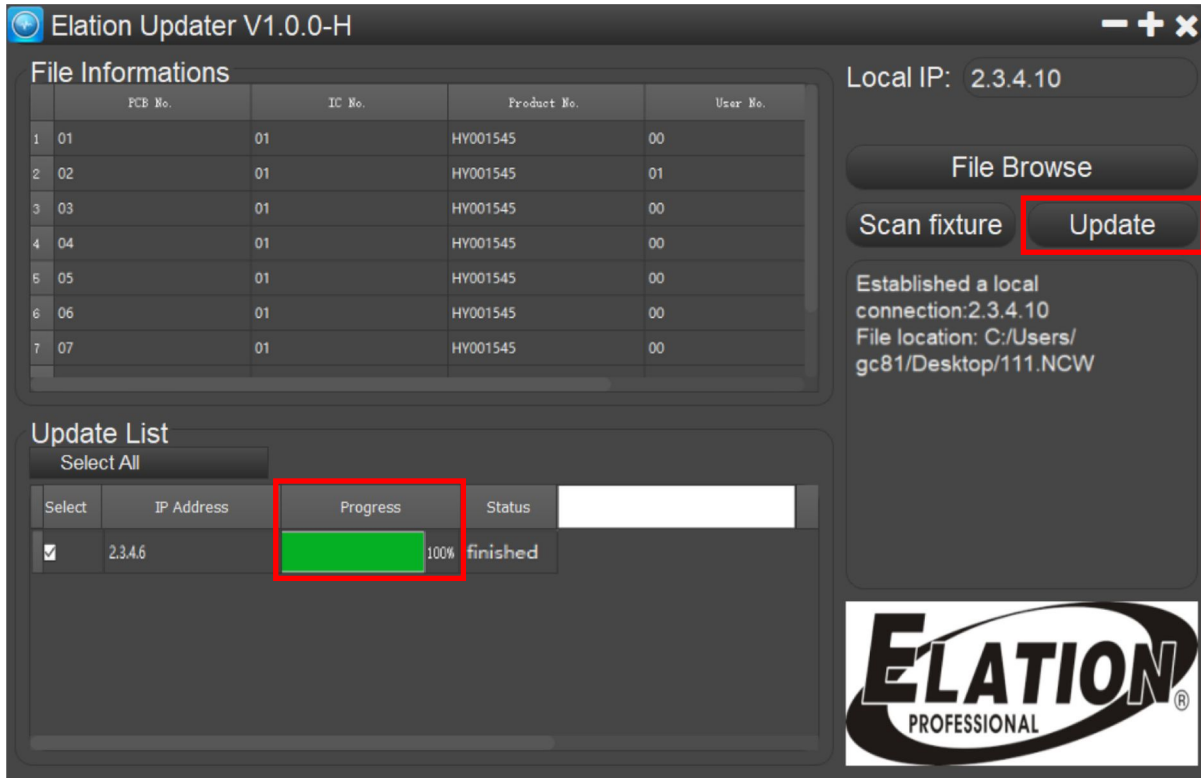 Elation Updater V1.0.0-H
File Informations
PCB No. IC No. Product No. User No.
1 01 01 HY001545 00
2 02 01 HY001545 01
3 03 01 HY001545 00
4 04 01 HY001545 00
5 05 01 HY001545 00
6 06 01 HY001545 00
7 07 01 HY001545 00
Update List
Select All
Select IP Address Progress Status
2.3.4.6 100% finished
Local IP: 2.3.4.10
File Browse
Scan fixture Update
Established a local
connection:2.3.4.10
File location: C:/Users/
gc81/Desktop/111.NCW
ELATION
PROFESSIONAL ®